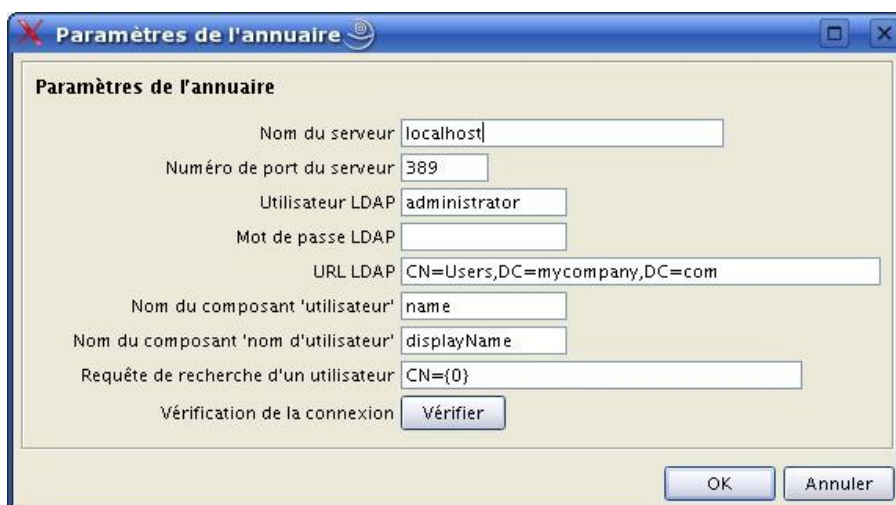 Paramètres de l'annuaire
Paramètres de l'annuaire
Nom du serveur localhost
Numéro de port du serveur 389
Utilisateur LDAP administrator
Mot de passe LDAP
URL LDAP CN=Users,DC=mycompany,DC=com
Nom du composant 'utilisateur' name
Nom du composant 'nom d'utilisateur' displayName
Requête de recherche d'un utilisateur CN={0}
Vérification de la connexion Vérifier
OK Annuler